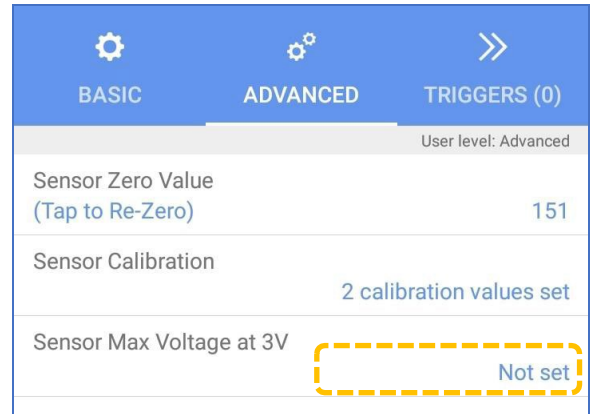 BASIC ADVANCED TRIGGERS (0)
User level: Advanced
Sensor Zero Value
(Tap to Re-Zero) 151
Sensor Calibration
2 calibration values set
Sensor Max Voltage at 3V
Not set